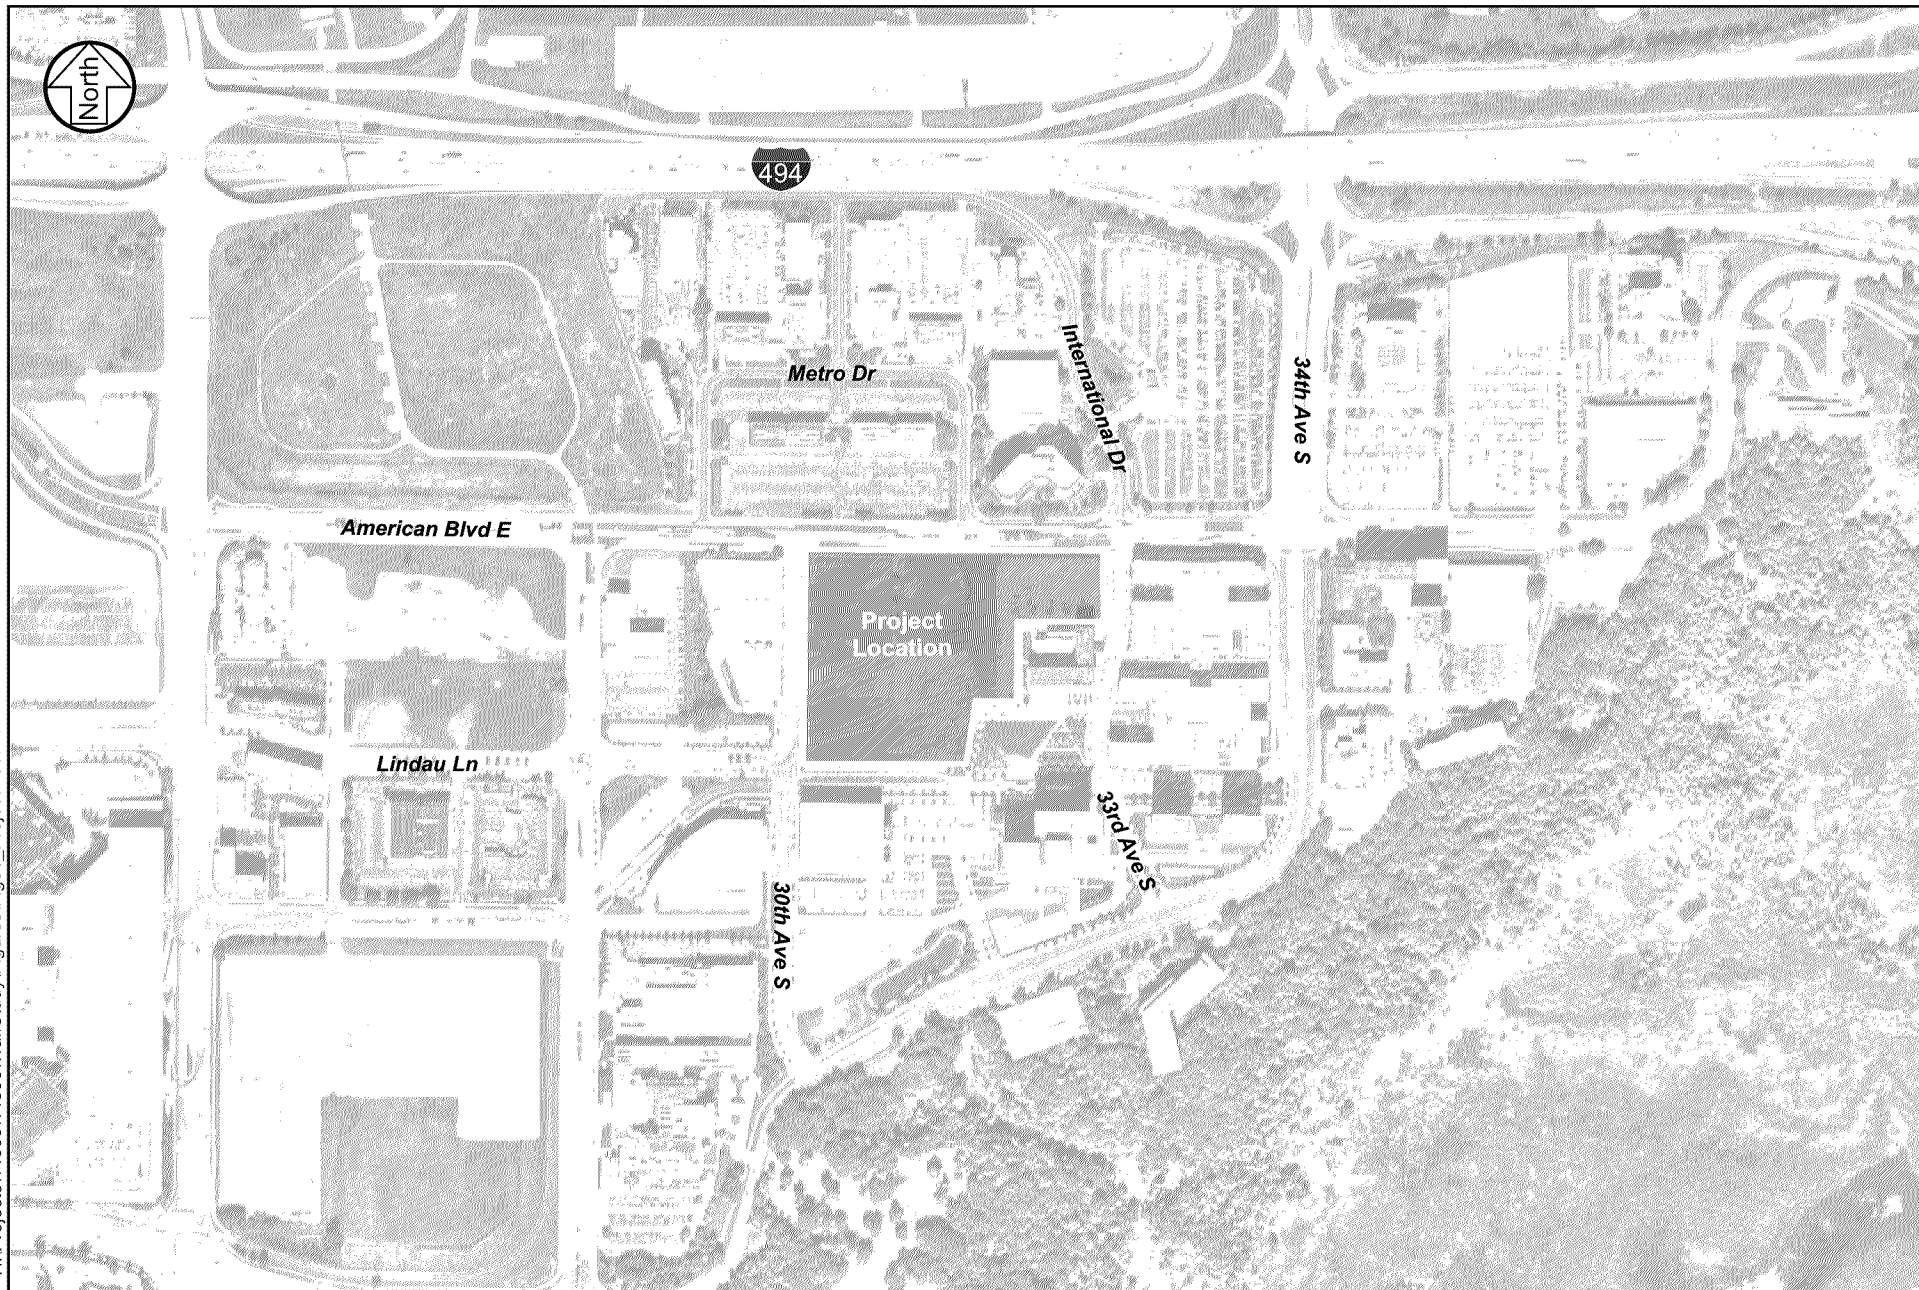 North
494
International Dr
34th Ave S
Metro Dr
American Blvd E
Project
Location
Lindau Ln
33rd Ave S
30th Ave S